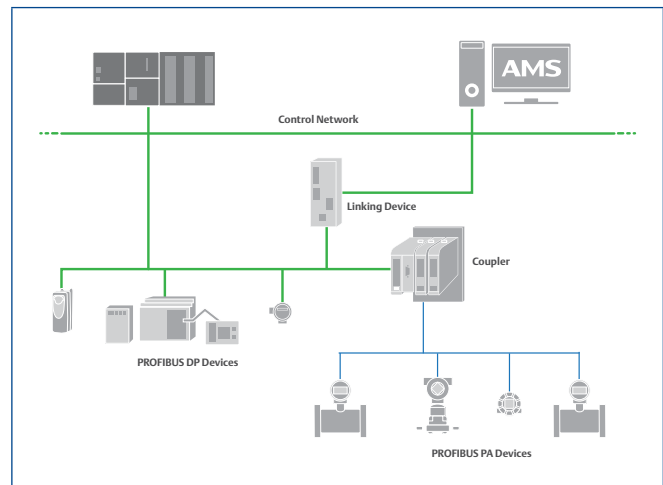 AMS
Control Network
Linking Device
Coupler
PROFIBUS DP Devices
PROFIBUS PA Devices